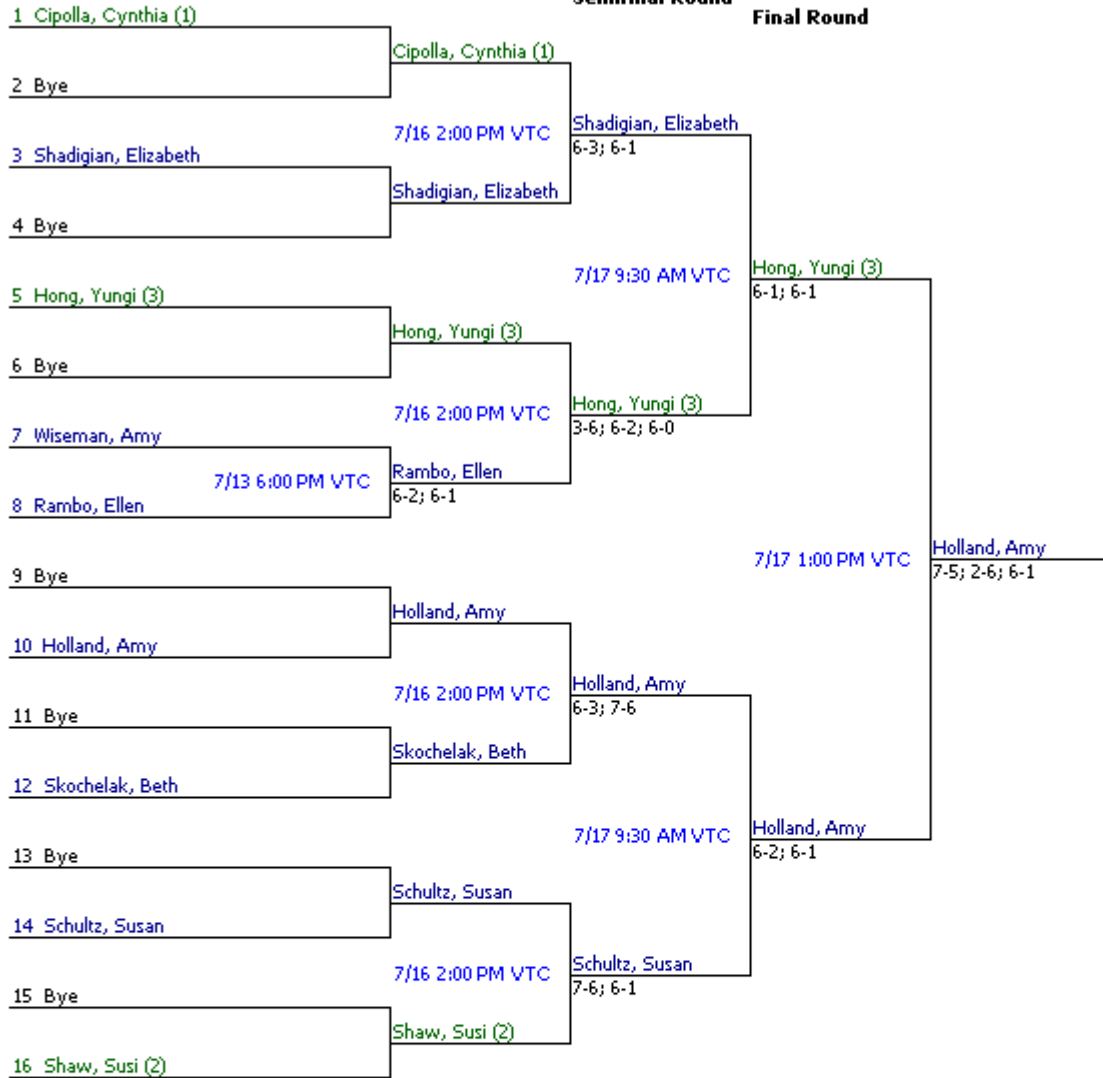 Semifinal Round
Final Round
1 Cipolla, Cynthia (1)
Cipolla, Cynthia (1)
2 Bye
7/16 2:00 PM VTC
Shadigian, Elizabeth
6-3; 6-1
3 Shadigian, Elizabeth
Shadigian, Elizabeth
4 Bye
7/17 9:30 AM VTC
Hong, Yungi (3)
6-1; 6-1
5 Hong, Yungi (3)
Hong, Yungi (3)
6 Bye
7/16 2:00 PM VTC
Hong, Yungi (3)
3-6; 6-2; 6-0
7 Wiseman, Amy
7/13 6:00 PM VTC
Rambo, Ellen
6-2; 6-1
8 Rambo, Ellen
7/17 1:00 PM VTC
Holland, Amy
7-5; 2-6; 6-1
9 Bye
Holland, Amy
10 Holland, Amy
7/16 2:00 PM VTC
Holland, Amy
6-3; 7-6
11 Bye
Skochelak, Beth
12 Skochelak, Beth
7/17 9:30 AM VTC
Holland, Amy
6-2; 6-1
13 Bye
Schultz, Susan
14 Schultz, Susan
7/16 2:00 PM VTC
Schultz, Susan
7-6; 6-1
15 Bye
Shaw, Susi (2)
16 Shaw, Susi (2)